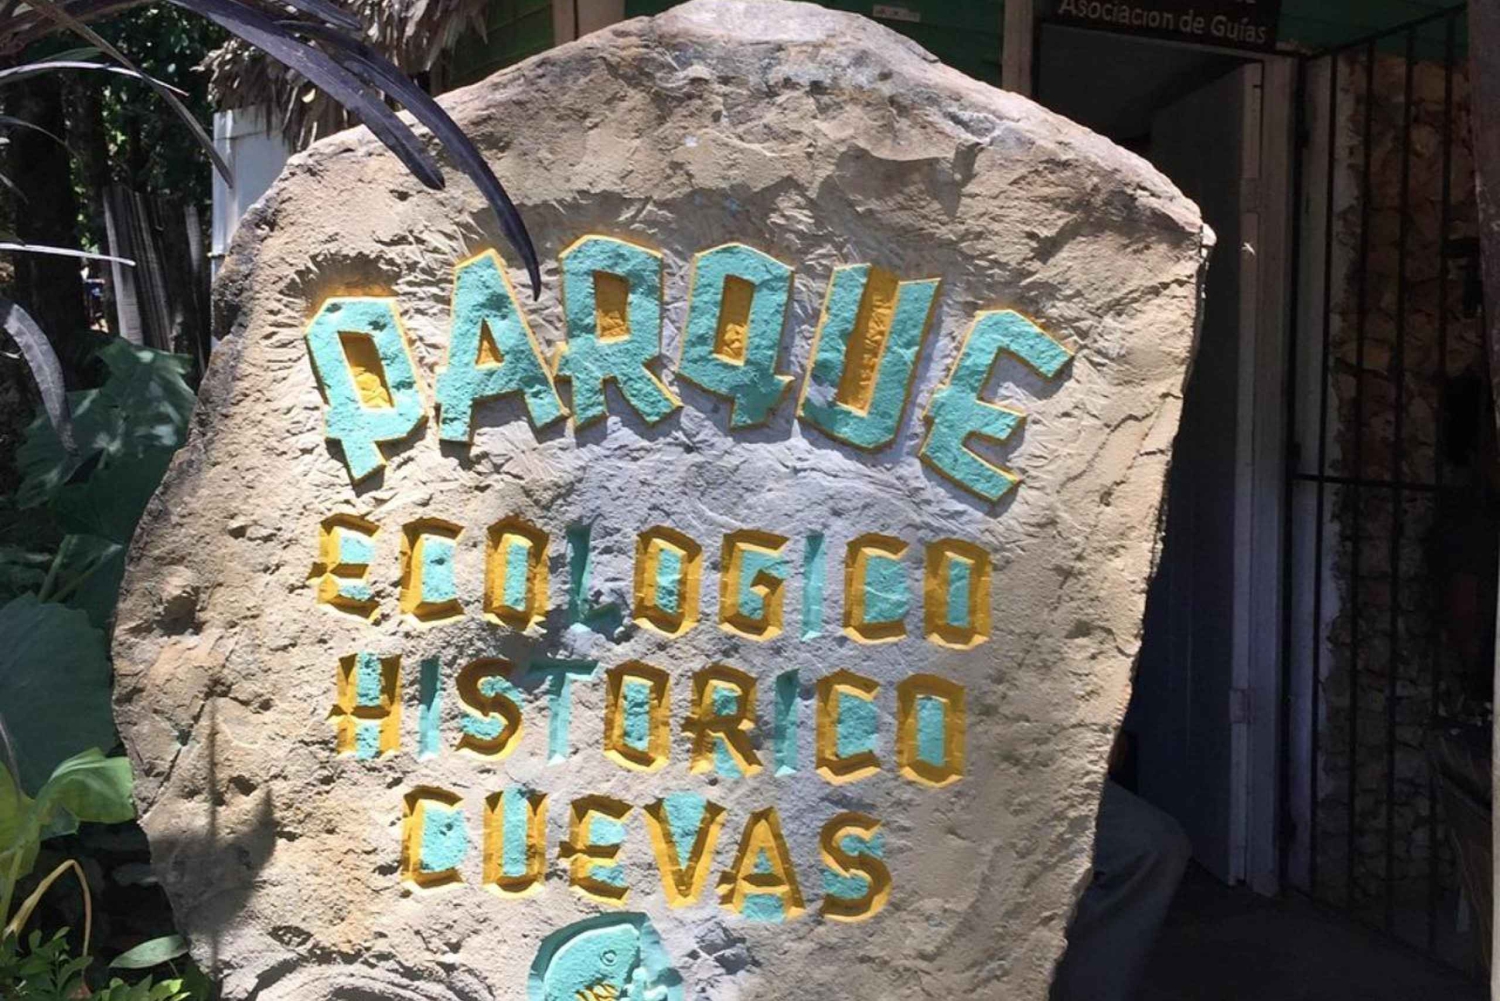 Asociacion de Guías
PARQUE
ECOLOGICO
HISTORICO
CUEVAS